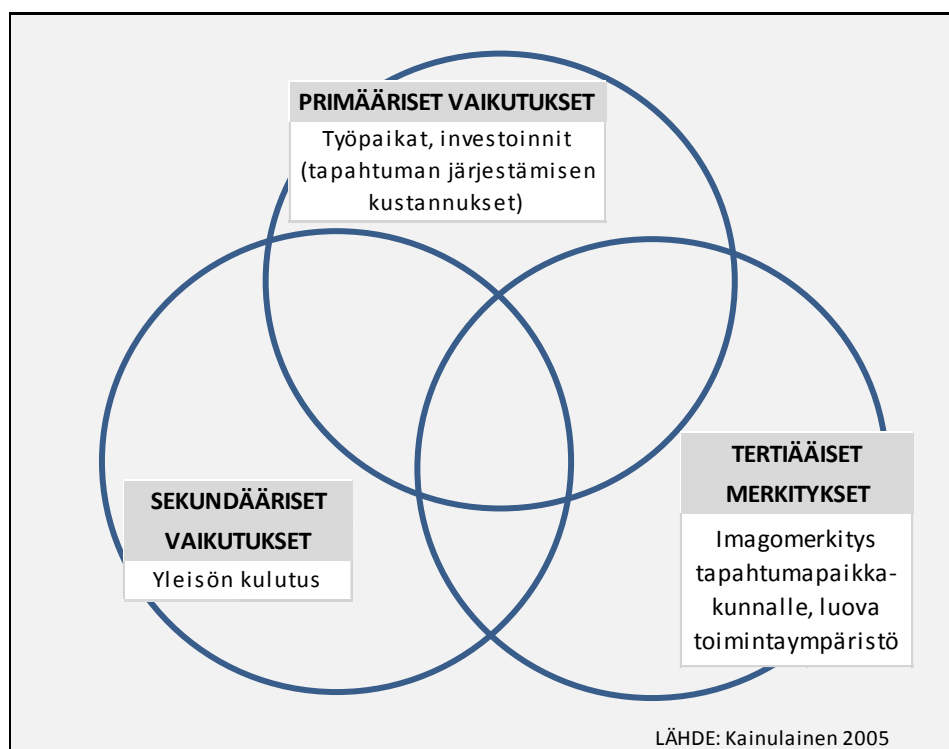 PRIMÄÄRISET VAIKUTUKSET
Työpaikat, investoinnit
(tapahtuman järjestämisen
kustannukset)
SEKUNDÄÄRISET
VAIKUTUKSET
Yleisön kulutus
TERTIÄÄISET
MERKITYKSET
Imagomerkitys
tapahtumapaikka-
kunnalle, luova
toimintaympäristö
LÄHDE: Kainulainen 2005